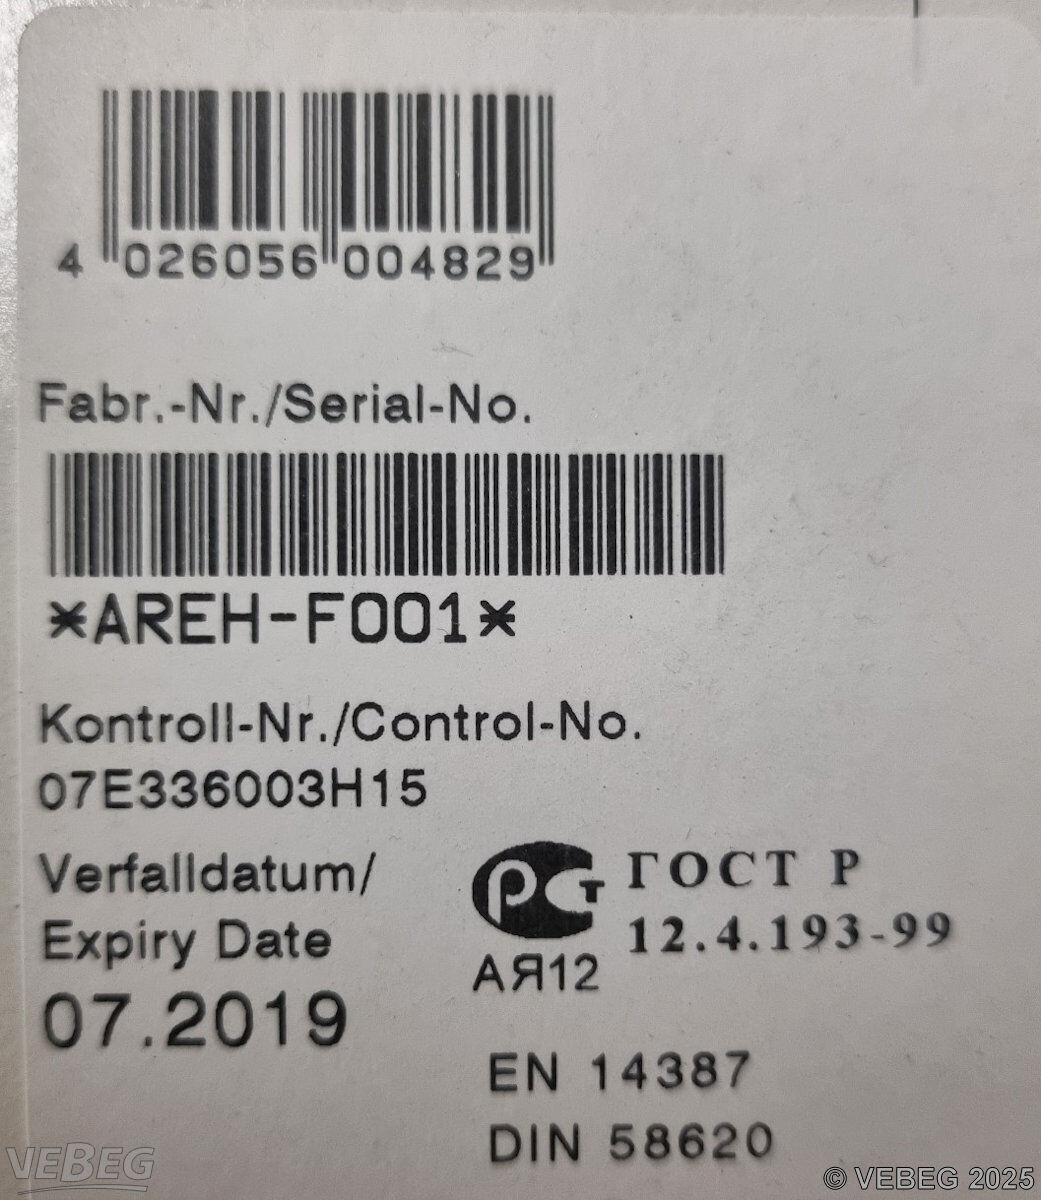 4 026056 004829
Fabr.-Nr./Serial-No.
*AREH-F001*
Kontroll-Nr./Control-No.
07E336003H15
Verfalldatum/
Expiry Date
07.2019
РСТ ГОСТ Р
12.4.193-99
АЯ12
EN 14387
DIN 58620
VEBEG
© VEBEG 2025